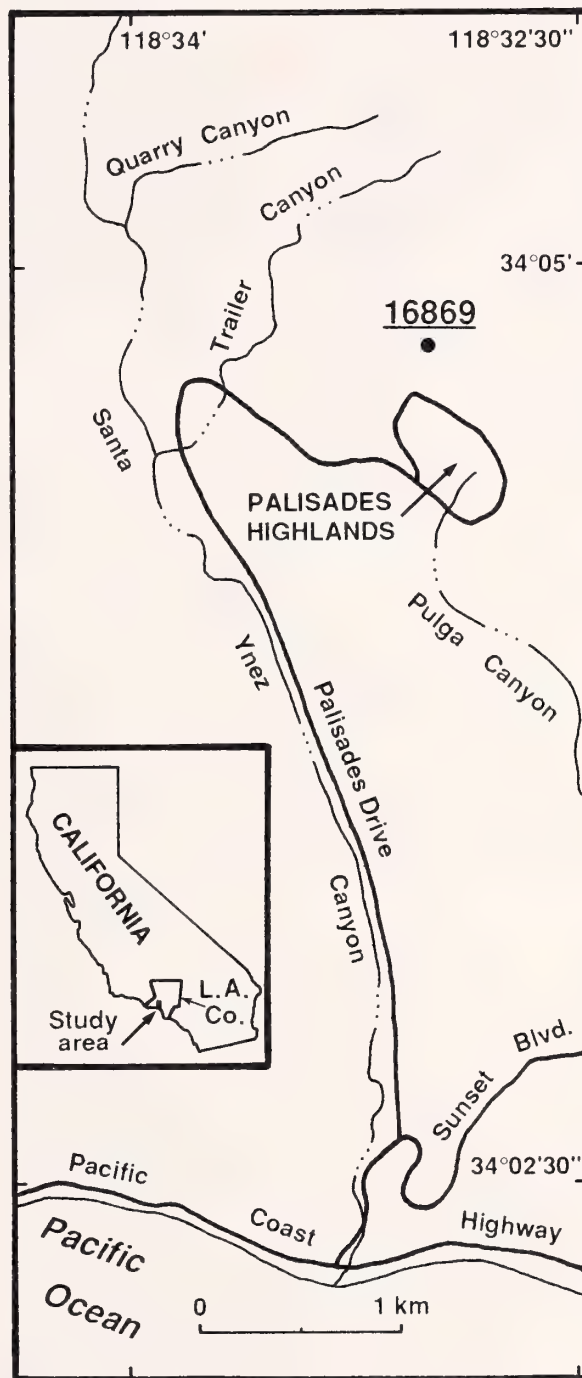 118°34'
118°32'30"
Quarry Canyon
Trailer Canyon
34°05'
16869
PALISADES
HIGHLANDS
Pulga Canyon
Santa Ynez Canyon
Palisades Drive
CALIFORNIA
L.A.
Co.
Study
area
Sunset Blvd.
34°02'30"
Pacific Coast Highway
Pacific
Ocean
0 1 km